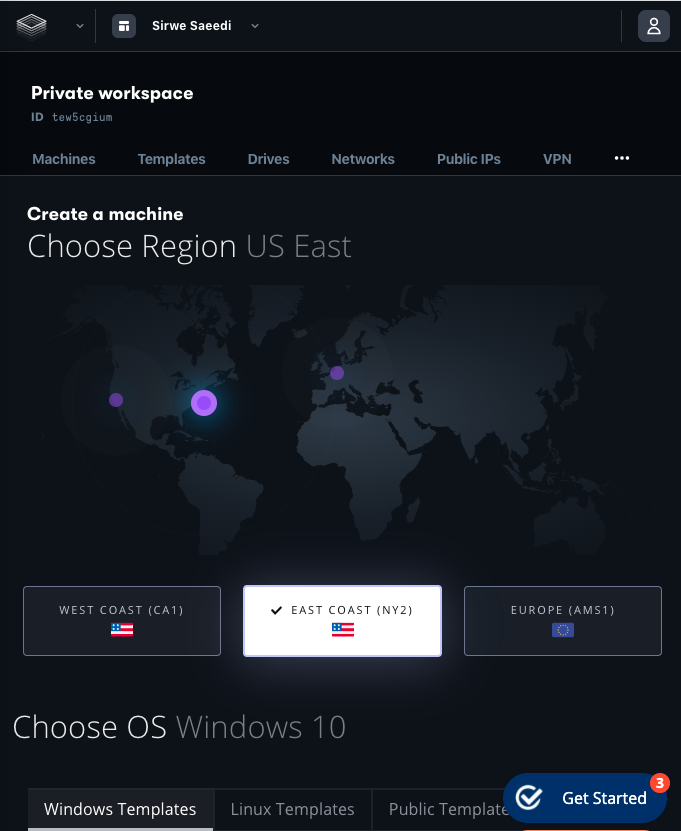 Sirwe Saeedi
Private workspace
ID tew5cgium
Machines Templates Drives Networks Public IPs VPN •••
Create a machine
Choose Region US East
WEST COAST (CA1) EAST COAST (NY2) EUROPE (AMS1)
Choose OS Windows 10
3
Windows Templates Linux Templates Public Template Get Started